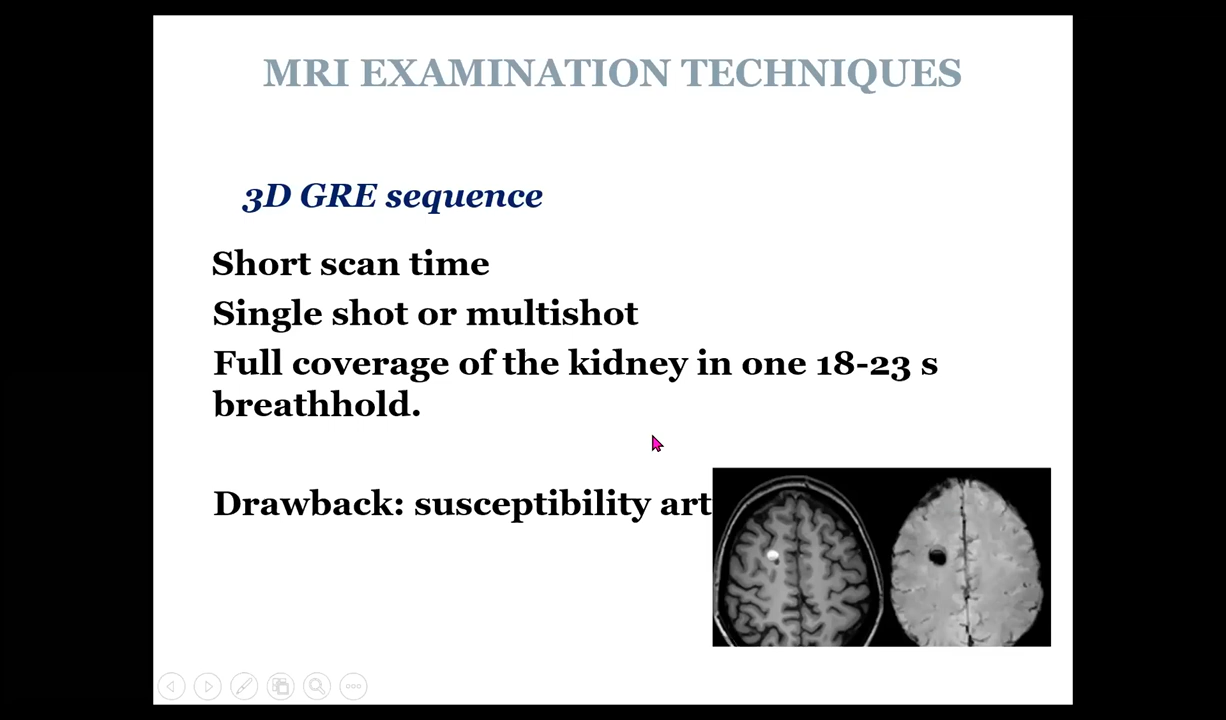 MRI EXAMINATION TECHNIQUES
3D GRE sequence
Short scan time
Single shot or multishot
Full coverage of the kidney in one 18-23 s
breathhold.
Drawback: susceptibility art